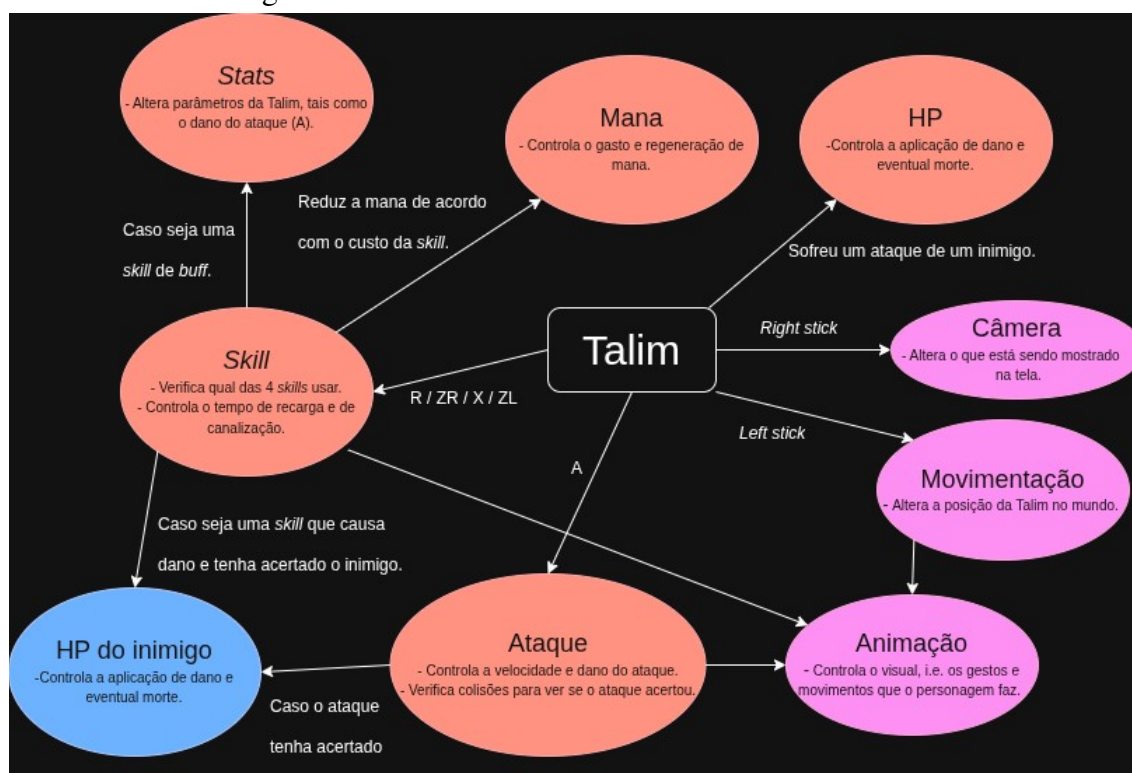 Stats
- Altera parâmetros da Talim, tais como
o dano do ataque (A).
Mana
- Controla o gasto e regeneração de
mana.
HP
-Controla a aplicação de dano e
eventual morte.
Caso seja uma
skill de buff.
Reduz a mana de acordo
com o custo da skill.
Sofreu um ataque de um inimigo.
Skill
- Verifica qual das 4 skills usar.
- Controla o tempo de recarga e de
canalização.
R / ZR / X / ZL
Talim
Right stick
Câmera
- Altera o que está sendo mostrado
na tela.
Left stick
Movimentação
- Altera a posição da Talim no mundo.
A
Caso seja uma skill que causa
dano e tenha acertado o inimigo.
HP do inimigo
-Controla a aplicação de dano e
eventual morte.
Caso o ataque
tenha acertado
Ataque
- Controla a velocidade e dano do ataque.
- Verifica colisões para ver se o ataque acertou.
Animação
- Controla o visual, i.e. os gestos e
movimentos que o personagem faz.